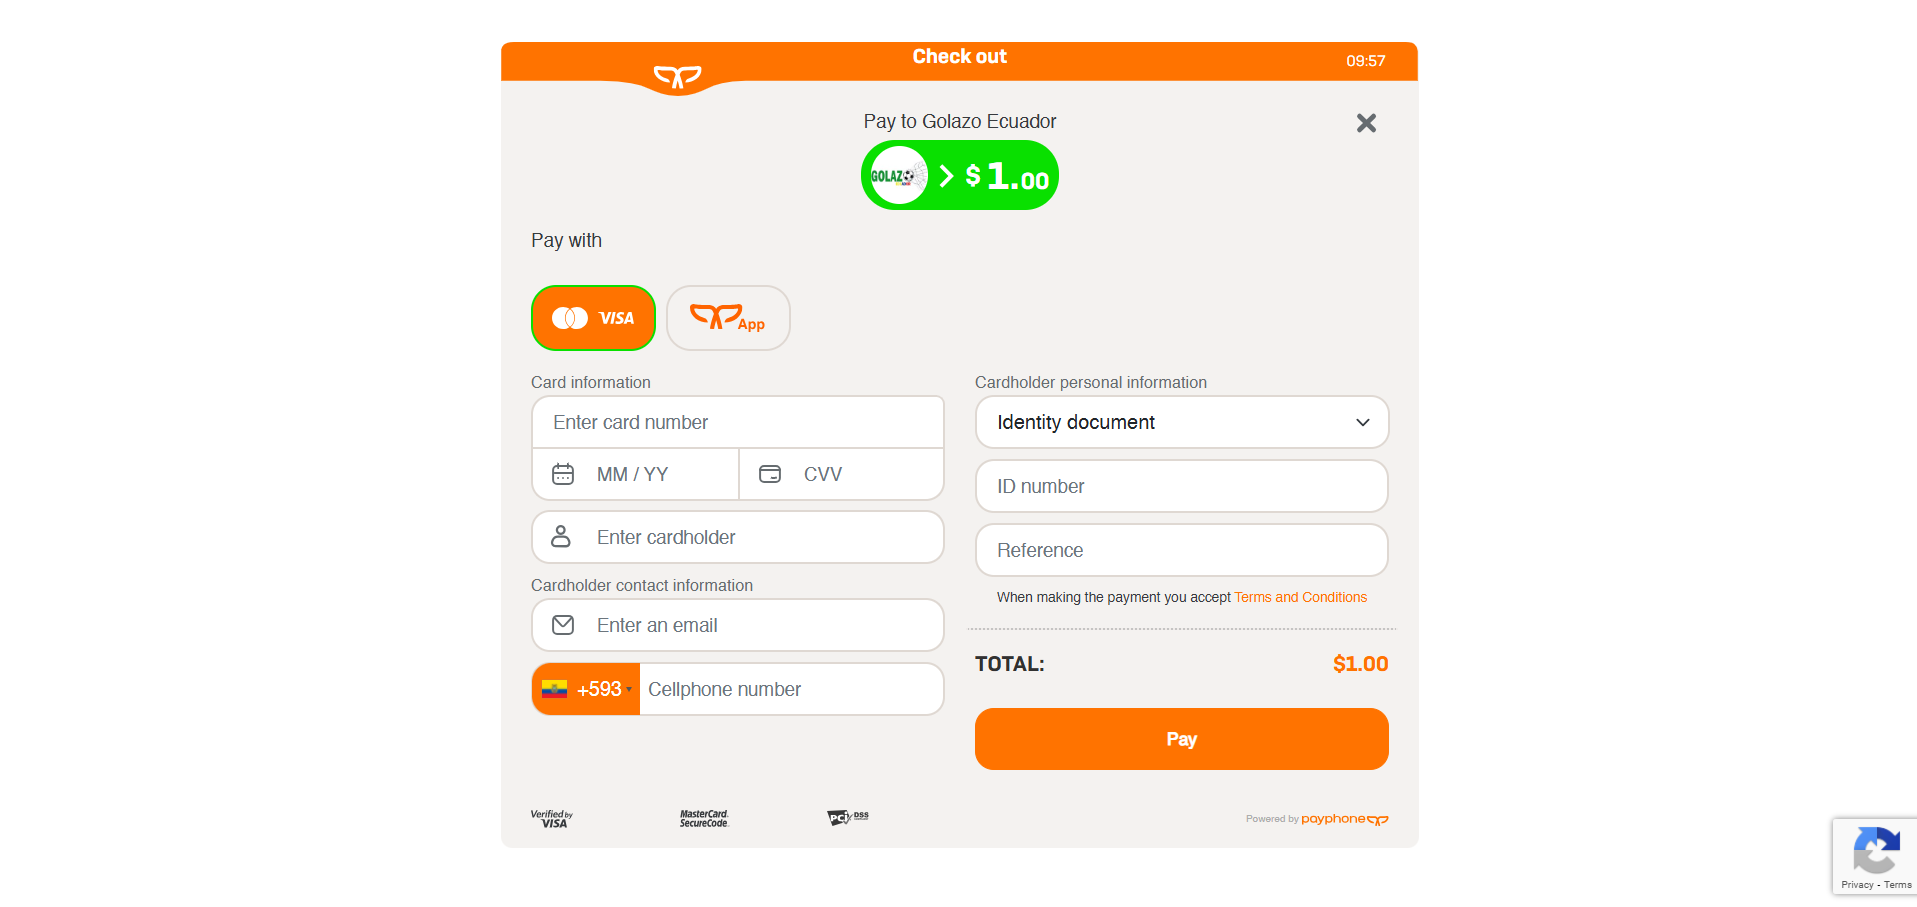 Check out
09:57
Pay to Golazo Ecuador
GOLAZO
$ 1.00
Pay with
VISA
App
Card information
Enter card number
MM / YY
CVV
Enter cardholder
Cardholder contact information
Enter an email
+593
Cellphone number
Cardholder personal information
Identity document
ID number
Reference
When making the payment you accept Terms and Conditions
TOTAL:
$1.00
Pay
Verified by
VISA
MasterCard.
SecureCode.
PCI DSS
Powered by payphone
Privacy - Terms